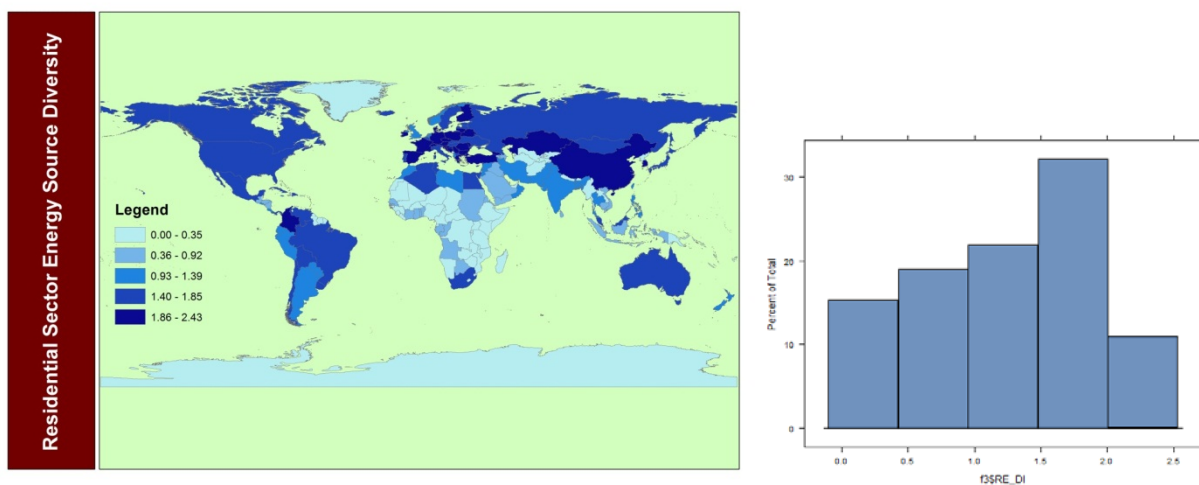 Residential Sector Energy Source Diversity
Legend
0.00 - 0.35
0.36 - 0.92
0.93 - 1.39
1.40 - 1.85
1.86 - 2.43
Percent of Total
30
20
10
0
0.0 0.5 1.0 1.5 2.0 2.5
f3$RE_DI